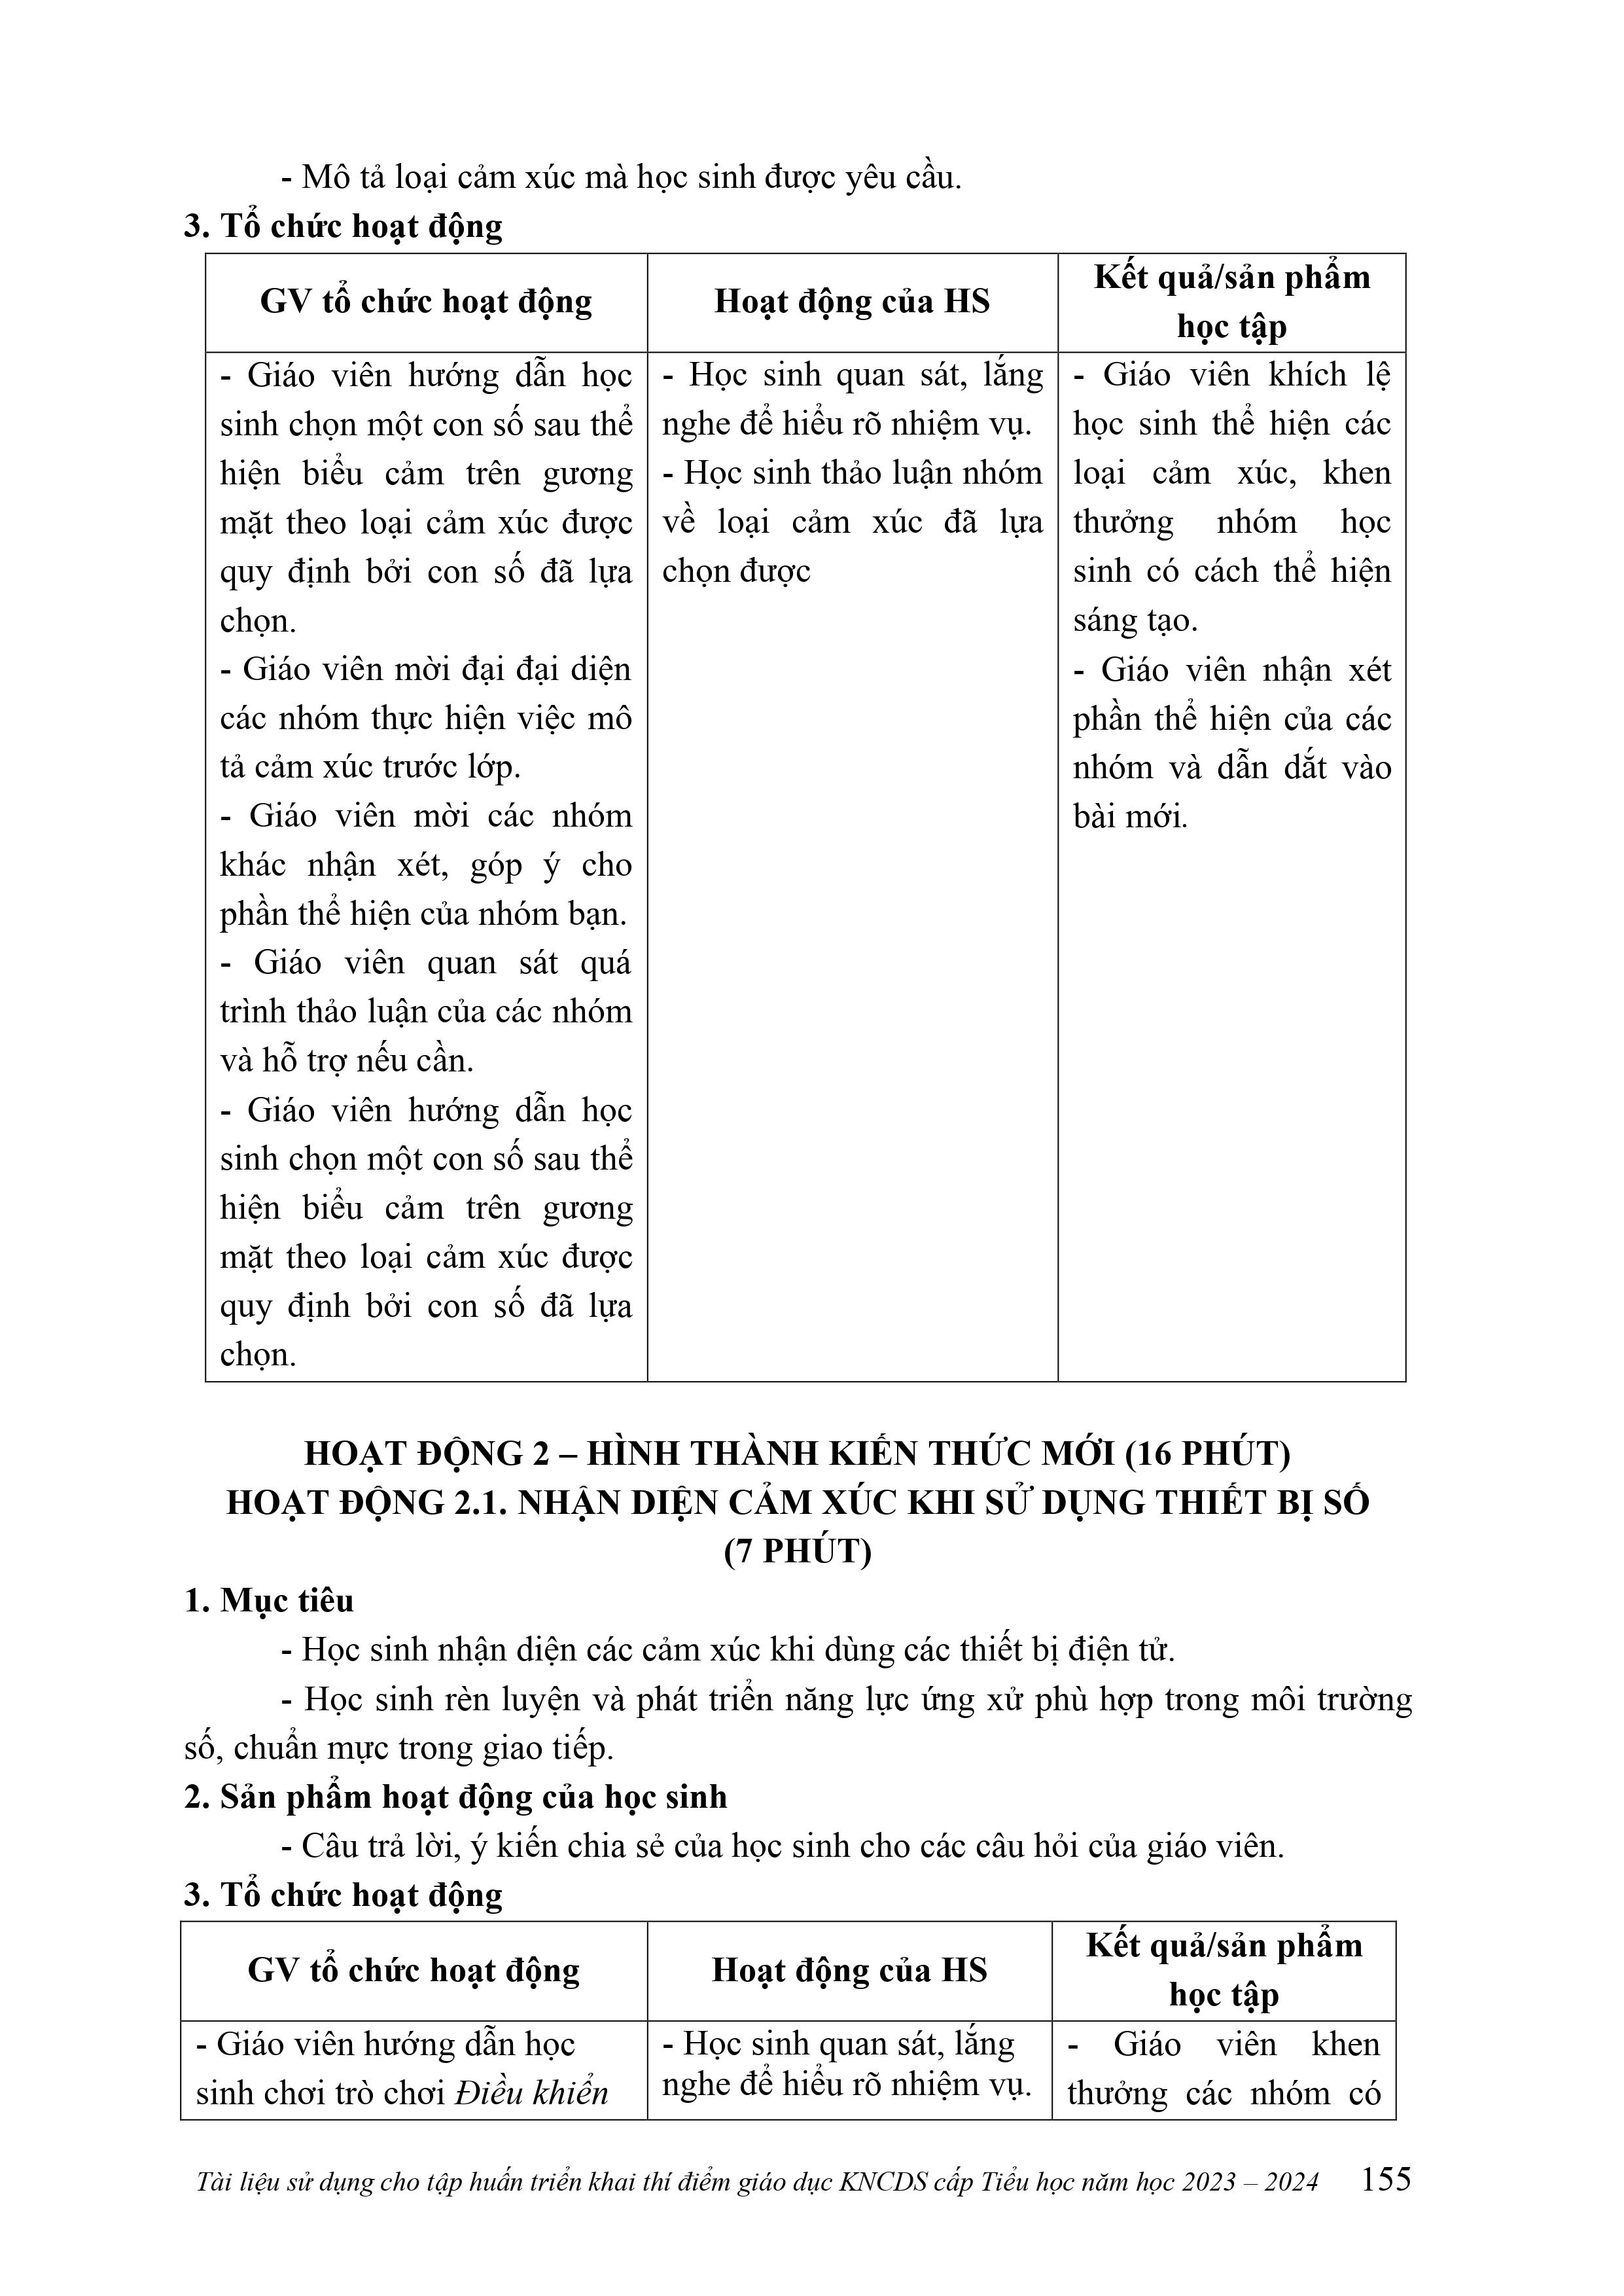 - Mô tả loại cảm xúc mà học sinh được yêu cầu.
3. Tổ chức hoạt động
GV tổ chức hoạt động
Hoạt động của HS
Kết quả/sản phẩm
học tập
- Giáo viên hướng dẫn học
sinh chọn một con số sau thể
hiện biểu cảm trên gương
mặt theo loại cảm xúc được
quy định bởi con số đã lựa
chọn.
- Giáo viên mời đại đại diện
các nhóm thực hiện việc mô
tả cảm xúc trước lớp.
- Giáo viên mời các nhóm
khác nhận xét, góp ý cho
phần thể hiện của nhóm bạn.
- Giáo viên quan sát quá
trình thảo luận của các nhóm
và hỗ trợ nếu cần.
- Giáo viên hướng dẫn học
sinh chọn một con số sau thể
hiện biểu cảm trên gương
mặt theo loại cảm xúc được
quy định bởi con số đã lựa
chọn.
- Học sinh quan sát, lắng
nghe để hiểu rõ nhiệm vụ.
- Học sinh thảo luận nhóm
về loại cảm xúc đã lựa
chọn được
- Giáo viên khích lệ
học sinh thể hiện các
loại cảm xúc, khen
thưởng nhóm học
sinh có cách thể hiện
sáng tạo.
- Giáo viên nhận xét
phần thể hiện của các
nhóm và dẫn dắt vào
bài mới.
HOẠT ĐỘNG 2 – HÌNH THÀNH KIẾN THỨC MỚI (16 PHÚT)
HOẠT ĐỘNG 2.1. NHẬN DIỆN CẢM XÚC KHI SỬ DỤNG THIẾT BỊ SỐ
(7 PHÚT)
1. Mục tiêu
- Học sinh nhận diện các cảm xúc khi dùng các thiết bị điện tử.
- Học sinh rèn luyện và phát triển năng lực ứng xử phù hợp trong môi trường
số, chuẩn mực trong giao tiếp.
2. Sản phẩm hoạt động của học sinh
- Câu trả lời, ý kiến chia sẻ của học sinh cho các câu hỏi của giáo viên.
3. Tổ chức hoạt động
GV tổ chức hoạt động
Hoạt động của HS
Kết quả/sản phẩm
học tập
- Giáo viên hướng dẫn học
sinh chơi trò chơi Điều khiển
- Học sinh quan sát, lắng
nghe để hiểu rõ nhiệm vụ.
- Giáo viên khen
thưởng các nhóm có
Tài liệu sử dụng cho tập huấn triển khai thí điểm giáo dục KNCDS cấp Tiểu học năm học 2023 – 2024 155